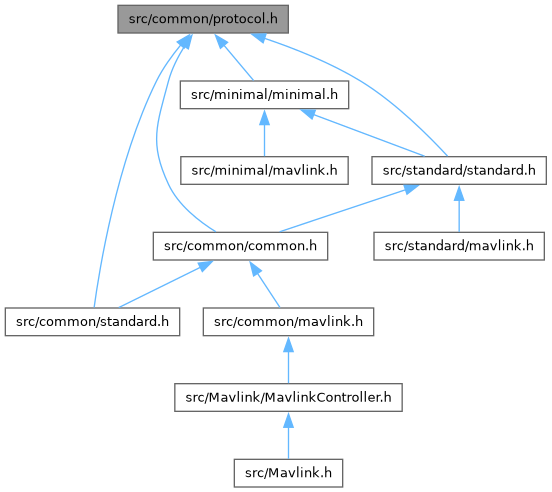 src/common/protocol.h
src/minimal/minimal.h
src/minimal/mavlink.h
src/standard/standard.h
src/common/common.h
src/standard/mavlink.h
src/common/standard.h
src/common/mavlink.h
src/Mavlink/MavlinkController.h
src/Mavlink.h